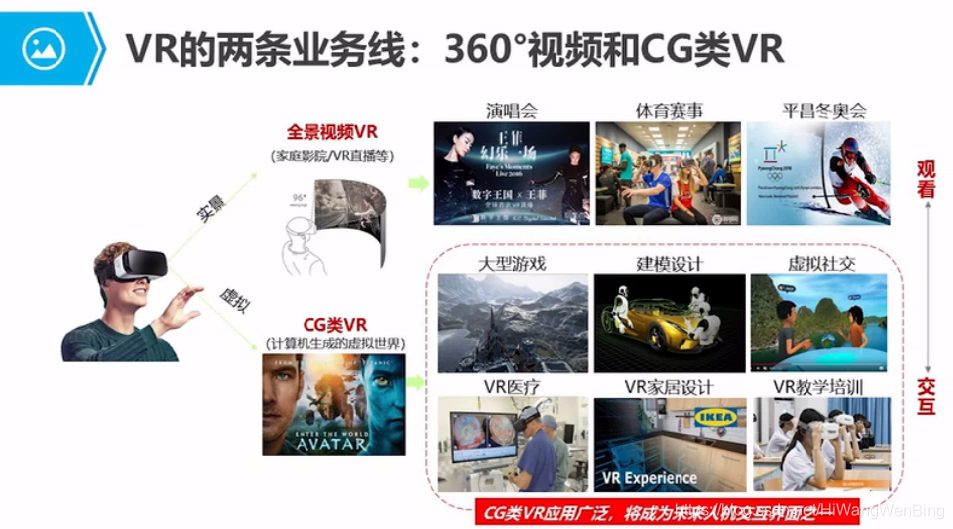 VR的两条业务线：360°视频和CG类VR
全景视频VR
(家庭影院/VR直播等)
96°
实景
虚拟
CG类VR
(计算机生成的虚拟世界)
ENTER THE WORLD
AVATAR
演唱会
王菲
幻乐一场
Faye's Moments
Live 2016
数字王国 × 王菲
体育赛事
平昌冬奥会
PyeongChang 2018
大型游戏
建模设计
虚拟社交
VR医疗
VR家居设计
IKEA
VR Experience
VR教学培训
观看
交互
CG类VR应用广泛，将成为未来人的交互界面之一
https://blog.csdn.net/HiWangWenBing